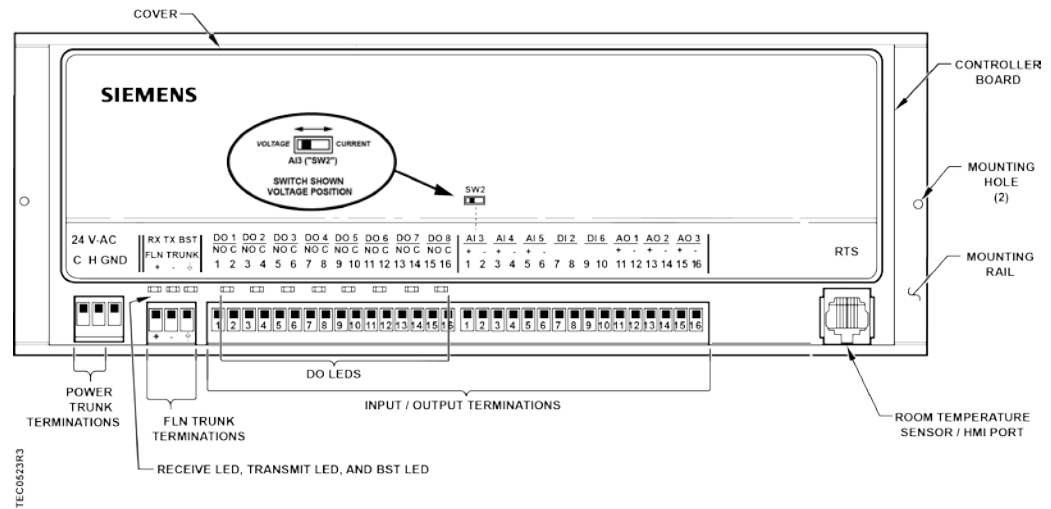 COVER
CONTROLLER
BOARD
SIEMENS
VOLTAGE CURRENT
AI3 ("SW2")
SWITCH SHOWN
VOLTAGE POSITION
SW2
MOUNTING
HOLE
(2)
24 V-AC
C H GND
RX TX BST
FLN TRUNK
+ -
DO 1 DO 2 DO 3 DO 4 DO 5 DO 6 DO 7 DO 8
NO C NO C NO C NO C NO C NO C NO C NO C
1 2 3 4 5 6 7 8 9 10 11 12 13 14 15 16
AI 3 AI 4 AI 5 DI 2 DI 6 AO 1 AO 2 AO 3
+ - + - + - + - + - + -
1 2 3 4 5 6 7 8 9 10 11 12 13 14 15 16
RTS
MOUNTING
RAIL
+ -
1 2 3 4 5 6 7 8 9 10 11 12 13 14 15 16
1 2 3 4 5 6 7 8 9 10 11 12 13 14 15 16
DO LEDS
POWER
TRUNK
TERMINATIONS
FLN TRUNK
TERMINATIONS
INPUT / OUTPUT TERMINATIONS
ROOM TEMPERATURE
SENSOR / HMI PORT
RECEIVE LED, TRANSMIT LED, AND BST LED
TEC0523R3